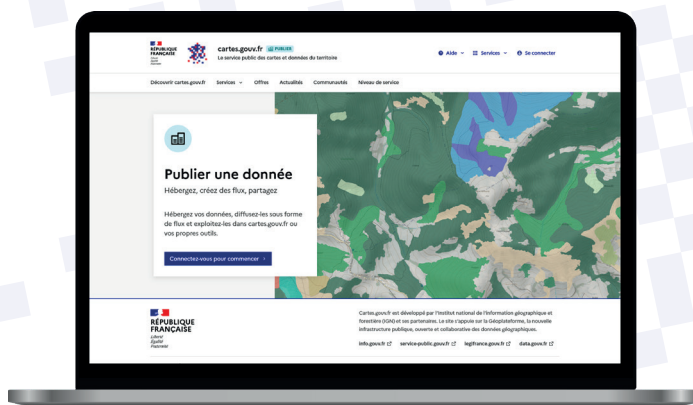 RÉPUBLIQUE
FRANÇAISE
cartes.gouv.fr PUBLIER
Le service public des cartes et données du territoire
Aide
Services
Se connecter
Découvrir cartes.gouv.fr
Services
Offres
Actualités
Communautés
Niveau de service
Publier une donnée
Hébergez, créez des flux, partagez
Hébergez vos données, diffusez-les sous forme
de flux et exploitez-les dans cartes.gouv.fr ou
vos propres outils.
Connectez-vous pour commencer
RÉPUBLIQUE
FRANÇAISE
Liberté
Égalité
Fraternité
Cartes.gouv.fr est développé par l'Institut national de l'information géographique et
forestière (IGN) et ses partenaires. Le site s'appuie sur la Géoplateforme, la nouvelle
infrastructure publique, ouverte et collaborative des données géographiques.
info.gouv.fr
service-public.gouv.fr
legifrance.gouv.fr
data.gouv.fr